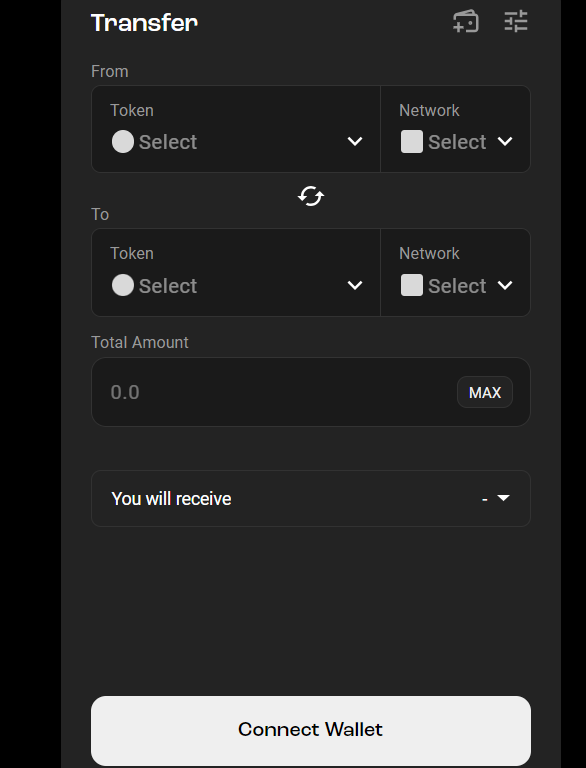 Transfer
From
Token
Network
Select
Select
To
Token
Network
Select
Select
Total Amount
0.0
MAX
You will receive
-
Connect Wallet